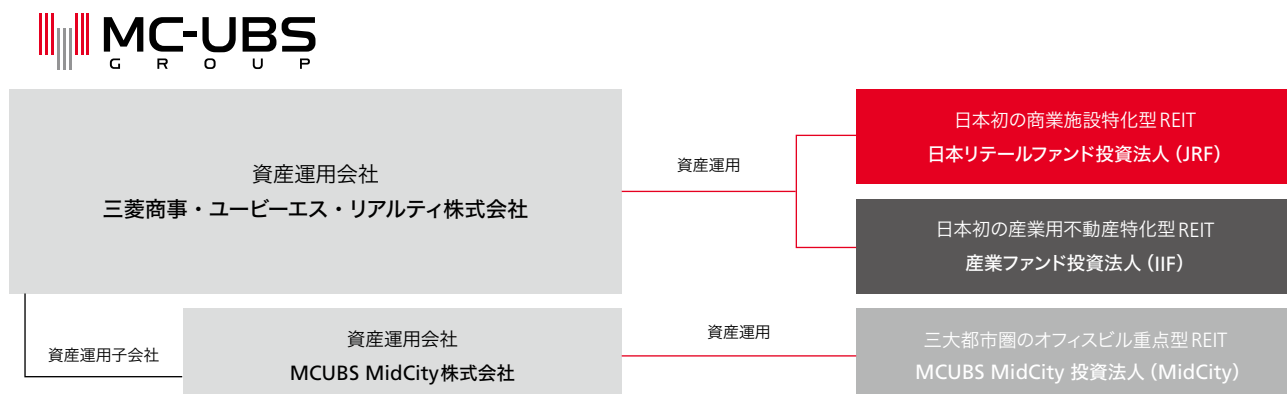 MC-UBS
GROUP
資産運用会社
三菱商事・ユービーエス・リアルティ株式会社
資産運用
日本初の商業施設特化型REIT
日本リテールファンド投資法人（JRF）
日本初の産業用不動産特化型REIT
産業ファンド投資法人（IIF）
資産運用子会社
資産運用会社
MCUBS MidCity株式会社
資産運用
三大都市圏のオフィスビル重点型REIT
MCUBS MidCity 投資法人（MidCity）